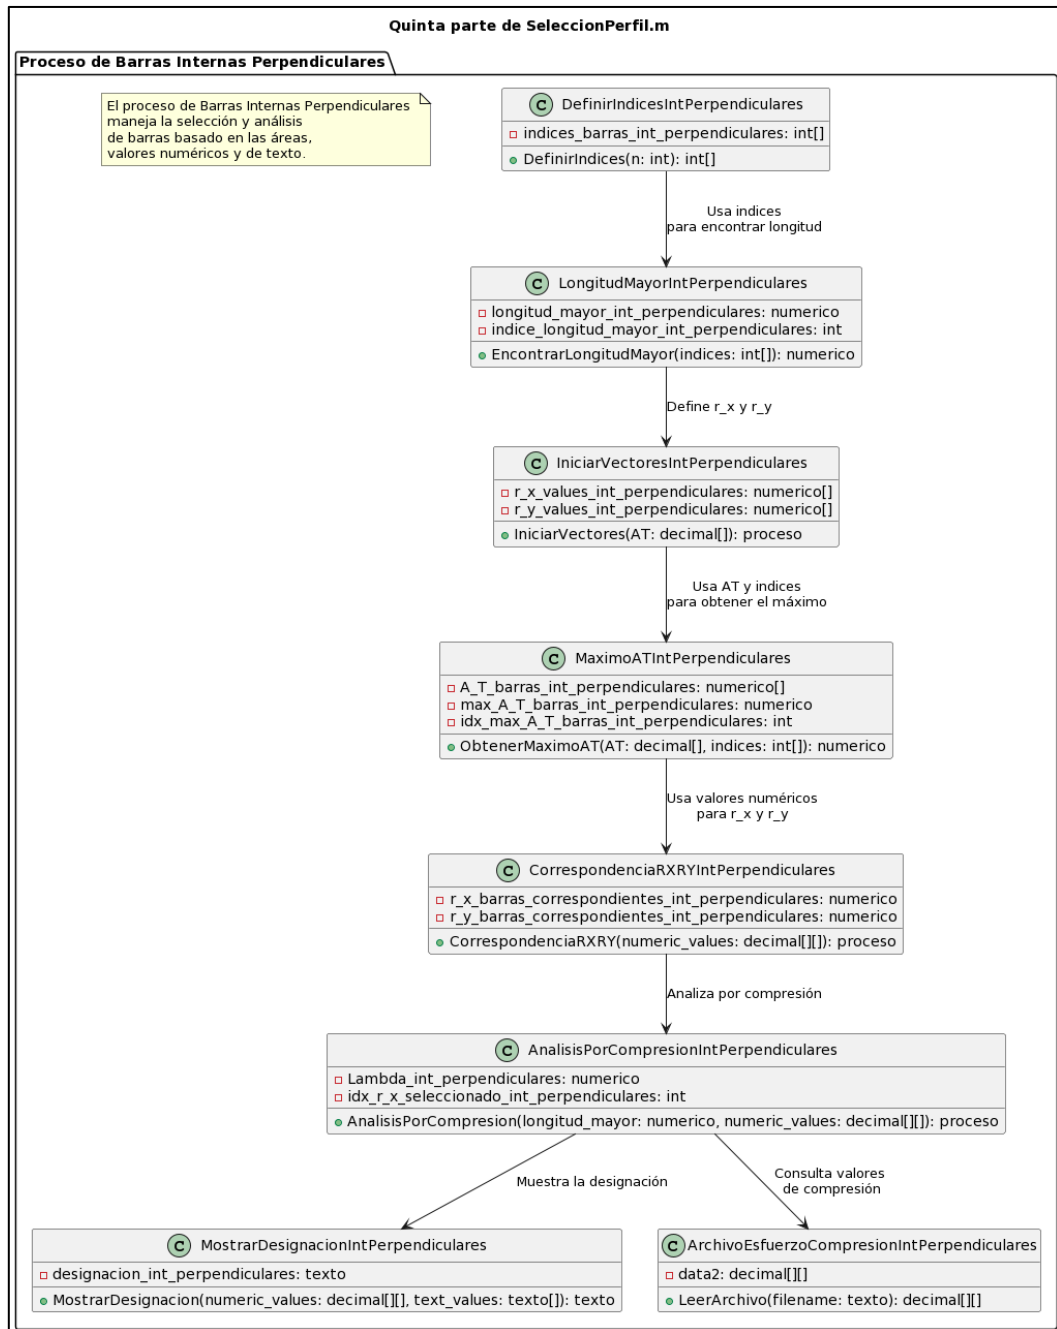 Quinta parte de SeleccionPerfil.m
Proceso de Barras Internas Perpendiculares
El proceso de Barras Internas Perpendiculares
maneja la selección y análisis
de barras basado en las áreas,
valores numéricos y de texto.
C DefinirIndicesIntPerpendiculares
indices_barras_int_perpendiculares: int[]
DefinirIndices(n: int): int[]
Usa indices
para encontrar longitud
C LongitudMayorIntPerpendiculares
longitud_mayor_int_perpendiculares: numerico
indice_longitud_mayor_int_perpendiculares: int
EncontrarLongitudMayor(indices: int[]): numerico
Define r_x y r_y
C IniciarVectoresIntPerpendiculares
r_x_values_int_perpendiculares: numerico[]
r_y_values_int_perpendiculares: numerico[]
IniciarVectores(AT: decimal[]): proceso
Usa AT y indices
para obtener el máximo
C MaximoATIntPerpendiculares
A_T_barras_int_perpendiculares: numerico[]
max_A_T_barras_int_perpendiculares: numerico
idx_max_A_T_barras_int_perpendiculares: int
ObtenerMaximoAT(AT: decimal[], indices: int[]): numerico
Usa valores numéricos
para r_x y r_y
C CorrespondenciaRXRYIntPerpendiculares
r_x_barras_correspondientes_int_perpendiculares: numerico
r_y_barras_correspondientes_int_perpendiculares: numerico
CorrespondenciaRXRY(numeric_values: decimal[][]): proceso
Analiza por compresión
C AnalisisPorCompresionIntPerpendiculares
Lambda_int_perpendiculares: numerico
idx_r_x_seleccionado_int_perpendiculares: int
AnalisisPorCompresion(longitud_mayor: numerico, numeric_values: decimal[][]): proceso
Muestra la designación
Consulta valores
de compresión
C MostrarDesignacionIntPerpendiculares
designacion_int_perpendiculares: texto
MostrarDesignacion(numeric_values: decimal[][], text_values: texto[]): texto
C ArchivoEsfuerzoCompresionIntPerpendiculares
data2: decimal[][]
LeerArchivo(filename: texto): decimal[][]